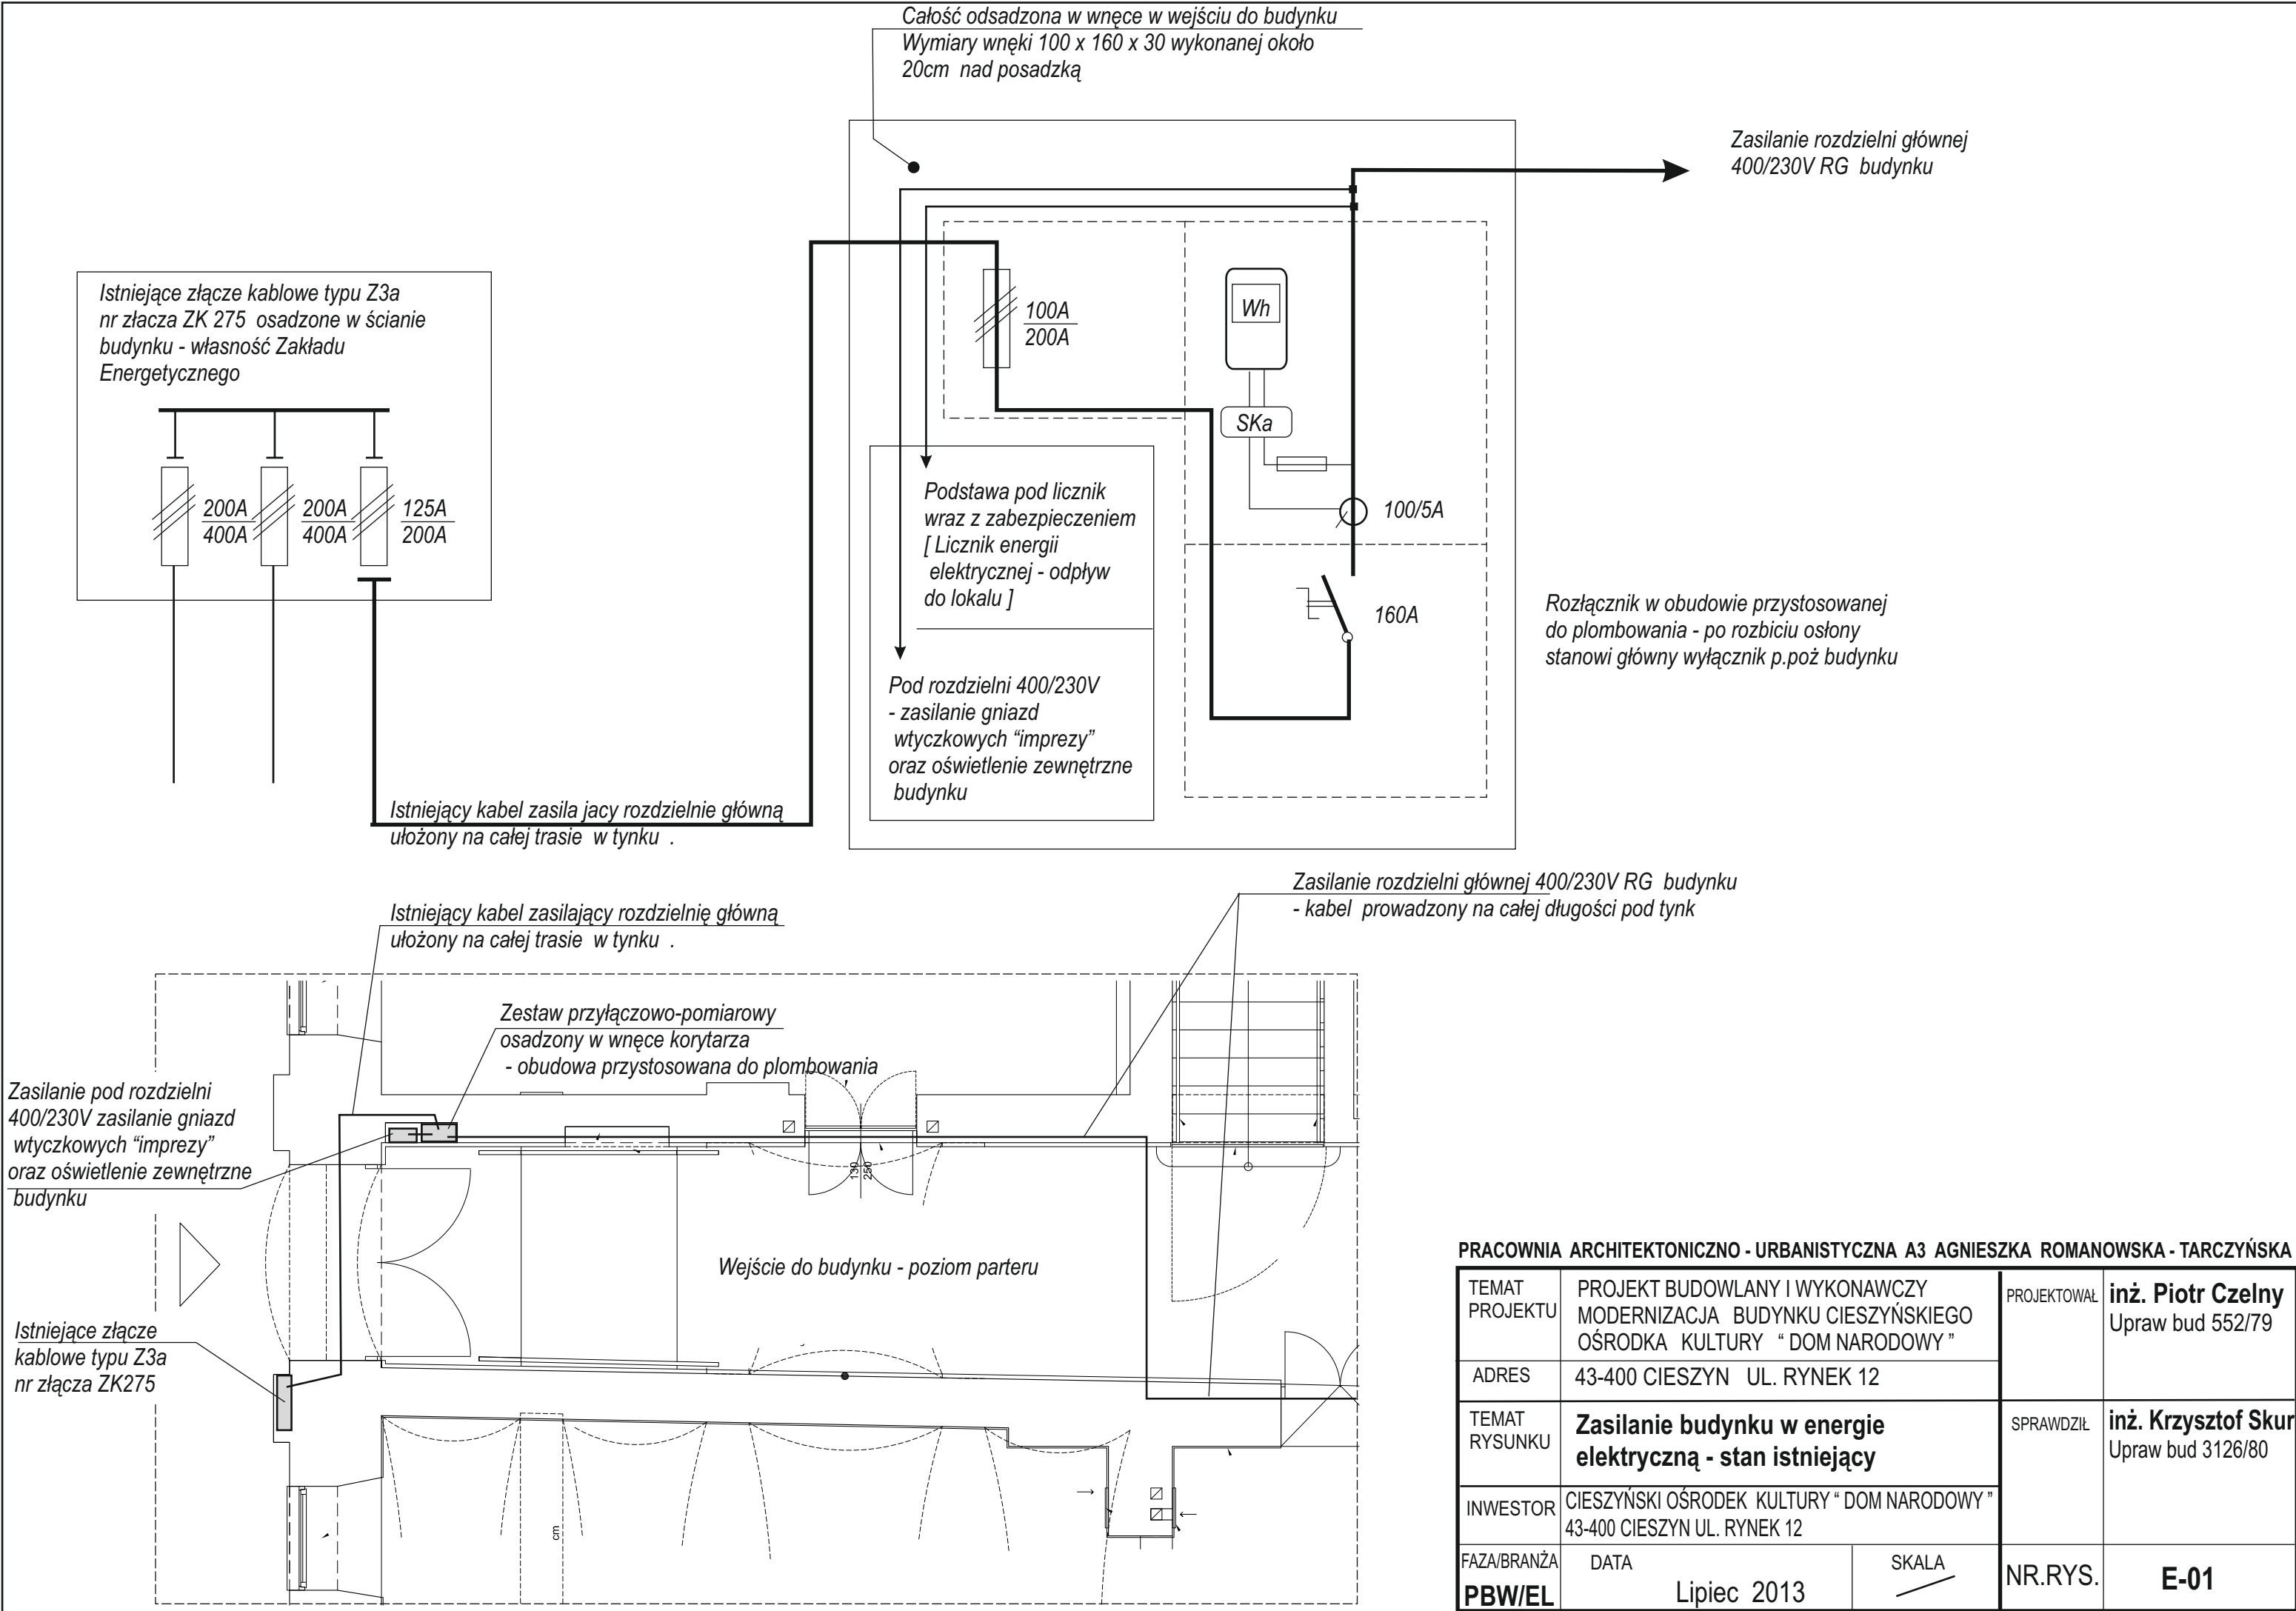 Całość odsadzona w wnęce w wejściu do budynku
Wymiary wnęki 100 x 160 x 30 wykonanej około
20cm nad posadzką
Zasilanie rozdzielni głównej
400/230V RG budynku
Istniejące złącze kablowe typu Z3a
nr złacza ZK 275 osadzone w ścianie
budynku - własność Zakładu
Energetycznego
200A
400A
200A
400A
125A
200A
100A
200A
Wh
SKa
100/5A
160A
Podstawa pod licznik
wraz z zabezpieczeniem
[ Licznik energii
elektrycznej - odpływ
do lokalu ]
Pod rozdzielni 400/230V
- zasilanie gniazd
wtyczkowych “imprezy”
oraz oświetlenie zewnętrzne
budynku
Rozłącznik w obudowie przystosowanej
do plombowania - po rozbiciu osłony
stanowi główny wyłącznik p.poż budynku
Istniejący kabel zasila jacy rozdzielnie główną
ułożony na całej trasie w tynku .
Istniejący kabel zasilający rozdzielnię główną
ułożony na całej trasie w tynku .
Zasilanie rozdzielni głównej 400/230V RG budynku
- kabel prowadzony na całej długości pod tynk
Zestaw przyłączowo-pomiarowy
osadzony w wnęce korytarza
- obudowa przystosowana do plombowania
Zasilanie pod rozdzielni
400/230V zasilanie gniazd
wtyczkowych “imprezy”
oraz oświetlenie zewnętrzne
budynku
130
250
Wejście do budynku - poziom parteru
Istniejące złącze
kablowe typu Z3a
nr złącza ZK275
cm
PRACOWNIA ARCHITEKTONICZNO - URBANISTYCZNA A3 AGNIESZKA ROMANOWSKA - TARCZYŃSKA
TEMAT
PROJEKTU
PROJEKT BUDOWLANY I WYKONAWCZY
MODERNIZACJA BUDYNKU CIESZYŃSKIEGO
OŚRODKA KULTURY “ DOM NARODOWY ”
PROJEKTOWAŁ
inż. Piotr Czelny
Upraw bud 552/79
ADRES
43-400 CIESZYN UL. RYNEK 12
TEMAT
RYSUNKU
Zasilanie budynku w energie
elektryczną - stan istniejący
SPRAWDZIŁ
inż. Krzysztof Skur
Upraw bud 3126/80
INWESTOR
CIESZYŃSKI OŚRODEK KULTURY “ DOM NARODOWY ”
43-400 CIESZYN UL. RYNEK 12
FAZA/BRANŻA
PBW/EL
DATA
Lipiec 2013
SKALA
NR.RYS.
E-01